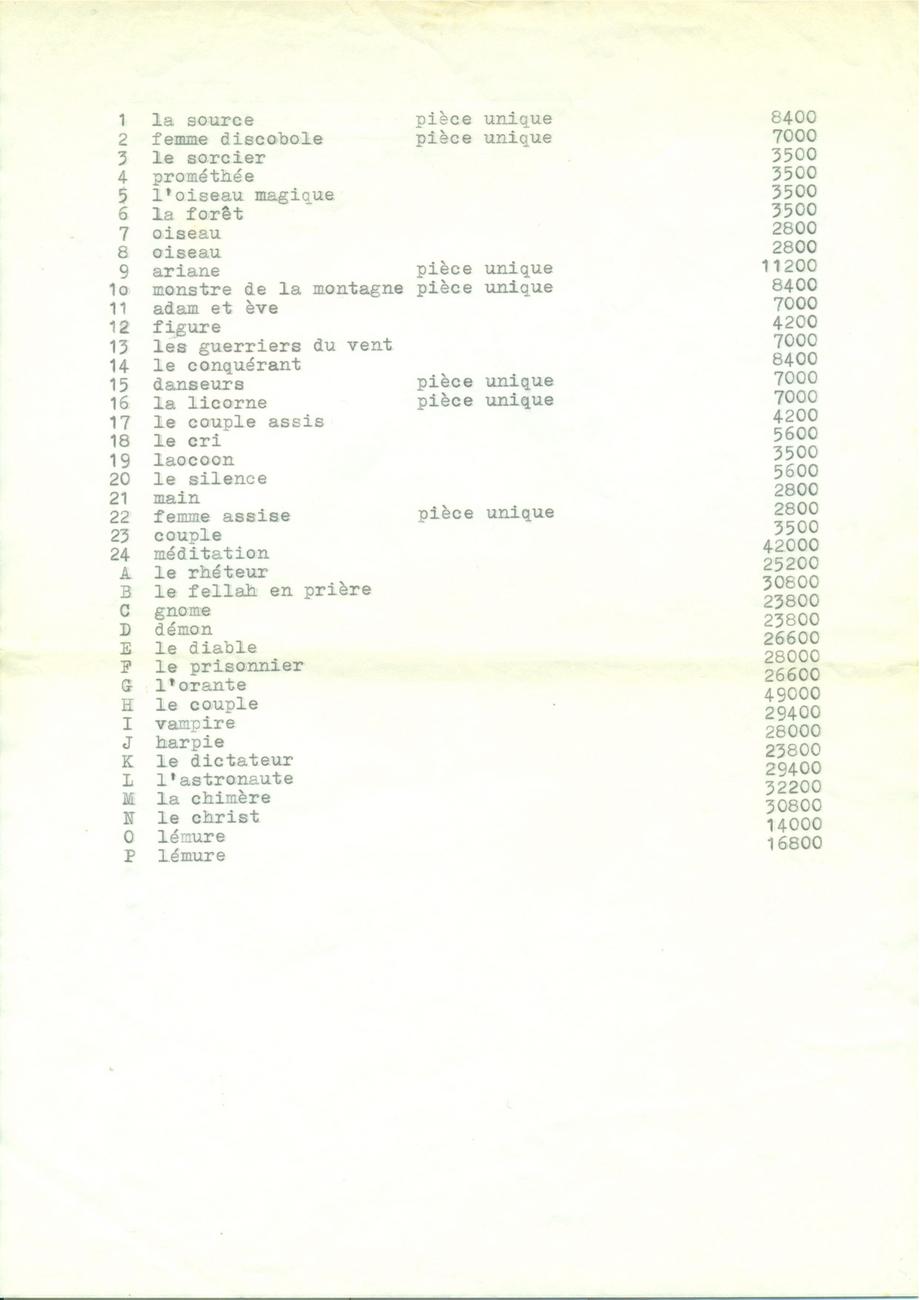 1 la source pièce unique 8400
2 femme discobole pièce unique 7000
3 le sorcier 3500
4 prométhée 3500
5 l'oiseau magique 3500
6 la forêt 3500
7 oiseau 2800
8 oiseau 2800
9 ariane pièce unique 11200
1o monstre de la montagne pièce unique 8400
11 adam et ève 7000
12 figure 4200
13 les guerriers du vent 7000
14 le conquérant 8400
15 danseurs pièce unique 7000
16 la licorne pièce unique 7000
17 le couple assis 4200
18 le cri 5600
19 laocoon 3500
20 le silence 5600
21 main 2800
22 femme assise pièce unique 2800
23 couple 3500
24 méditation 42000
A le rhéteur 25200
B le fellah en prière 30800
C gnome 23800
D démon 23800
E le diable 26600
F le prisonnier 28000
G l'orante 26600
H le couple 49000
I vampire 29400
J harpie 28000
K le dictateur 23800
L l'astronaute 29400
M la chimère 32200
N le christ 30800
O lémure 14000
P lémure 16800